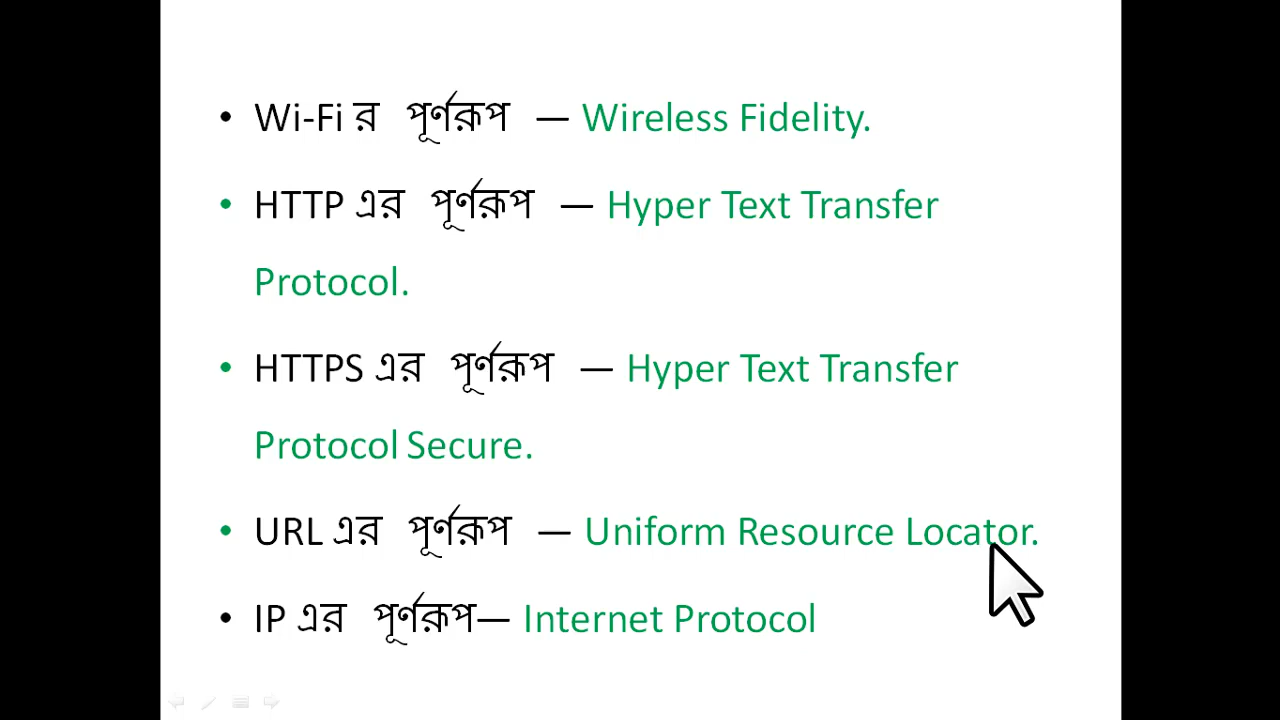 • Wi-Fi র পূর্ণরূপ — Wireless Fidelity.
• HTTP এর পূর্ণরূপ — Hyper Text Transfer
Protocol.
• HTTPS এর পূর্ণরূপ — Hyper Text Transfer
Protocol Secure.
• URL এর পূর্ণরূপ — Uniform Resource Locator.
• IP এর পূর্ণরূপ— Internet Protocol